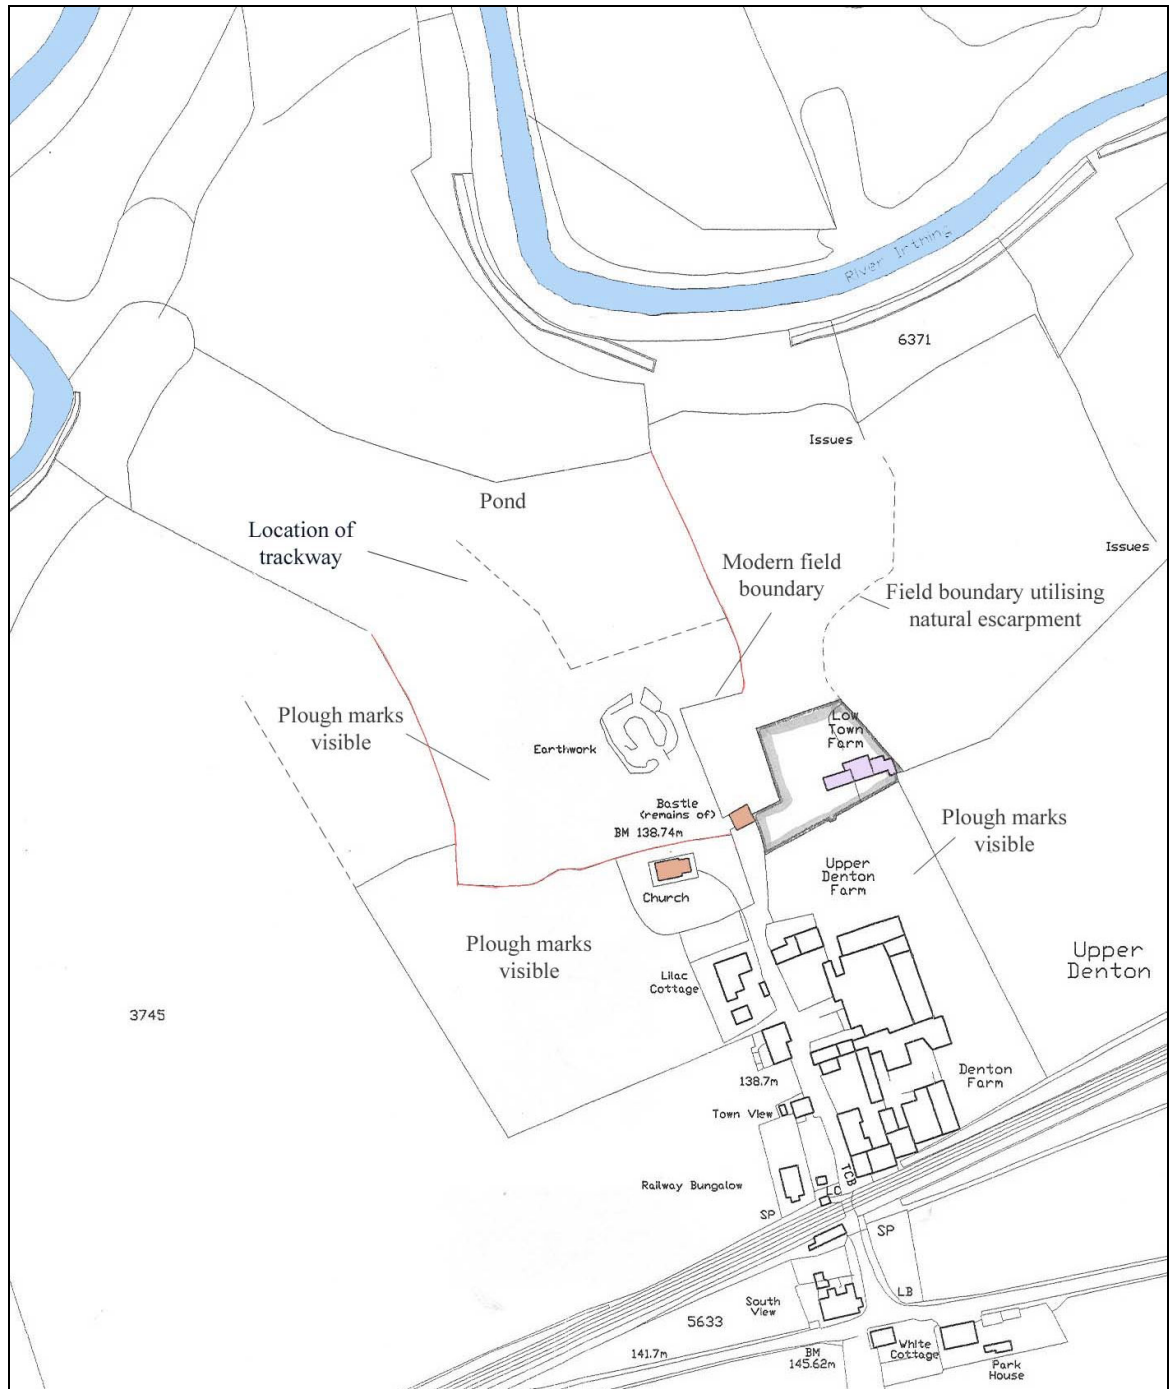 River Irthing
6371
Issues
Pond
Location of
trackway
Issues
Modern field
boundary
Field boundary utilising
natural escarpment
Plough marks
visible
Low
Town
Farm
Earthwork
Bastle
(remains of)
BM 138.74m
Plough marks
visible
Upper
Denton
Farm
Church
Plough marks
visible
Upper
Denton
Lilac
Cottage
3745
138.7m
Denton
Farm
Town View
TCB
Railway Bungalow
LC
SP
SP
LB
South
View
5633
141.7m
BM
145.62m
White
Cottage
Park
House